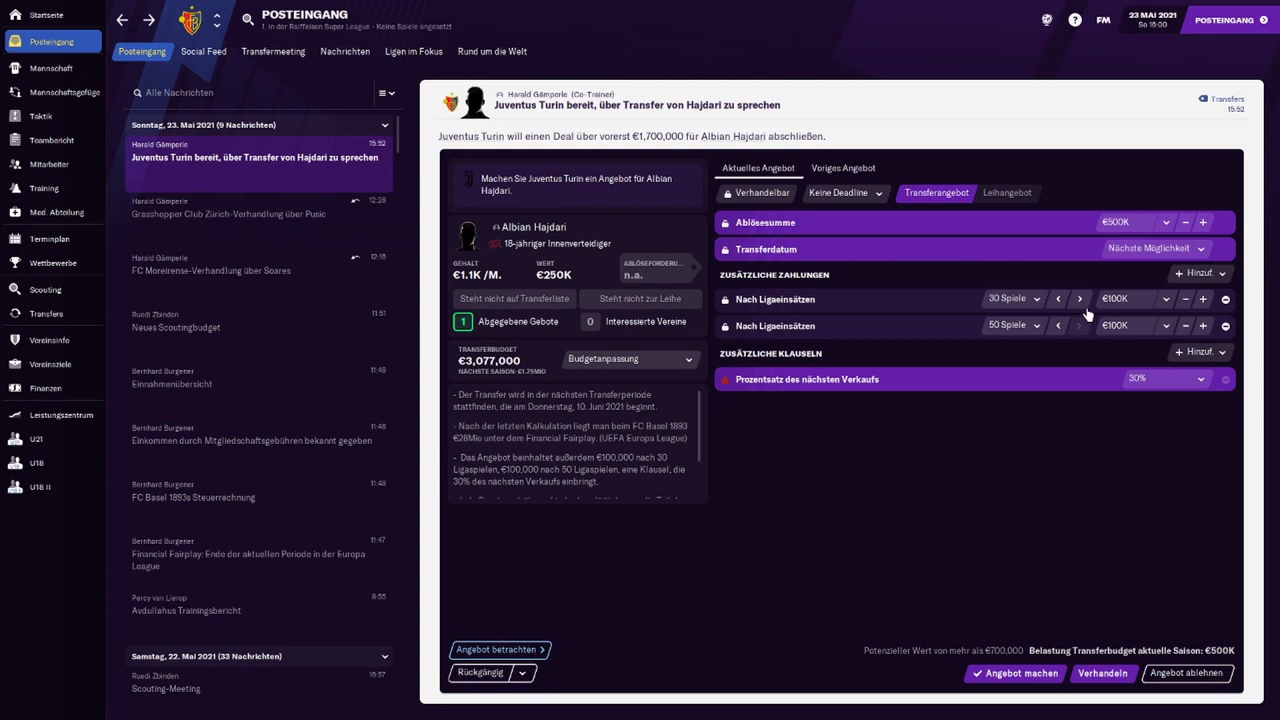 Startseite
Posteingang
Mannschaft
Mannschaftsgefüge
Taktik
Teambericht
Mitarbeiter
Training
Med. Abteilung
Terminplan
Wettbewerbe
Scouting
Transfers
Vereinsinfo
Vereinsziele
Finanzen
Leistungszentrum
U21
U18
U18 II
POSTEINGANG
1. in der Raiffeisen Super League - Keine Spiele angesetzt
FM
23 MAI 2021
So 16:00
POSTEINGANG
Posteingang
Social Feed
Transfermeeting
Nachrichten
Ligen im Fokus
Rund um die Welt
Alle Nachrichten
Sonntag, 23. Mai 2021 (9 Nachrichten)
Harald Gämperle 15:52
Juventus Turin bereit, über Transfer von Hajdari zu sprechen
Harald Gämperle 12:28
Grasshopper Club Zürich-Verhandlung über Pusic
Harald Gämperle 12:16
FC Moreirense-Verhandlung über Soares
Ruedi Zbinden 11:51
Neues Scoutingbudget
Bernhard Burgener 11:48
Einnahmenübersicht
Bernhard Burgener 11:48
Einkommen durch Mitgliedschaftsgebühren bekannt gegeben
Bernhard Burgener 11:48
FC Basel 1893s Steuerrechnung
Bernhard Burgener 11:47
Financial Fairplay: Ende der aktuellen Periode in der Europa
League
Percy van Lierop 8:55
Avdullahus Trainingsbericht
Samstag, 22. Mai 2021 (33 Nachrichten)
Ruedi Zbinden 16:57
Scouting-Meeting
Harald Gämperle (Co-Trainer)
Juventus Turin bereit, über Transfer von Hajdari zu sprechen
Transfers
15:52
Juventus Turin will einen Deal über vorerst €1,700,000 für Albian Hajdari abschließen.
Machen Sie Juventus Turin ein Angebot für Albian
Hajdari.
Albian Hajdari
18-jähriger Innenverteidiger
GEHALT
€1.1K /M.
WERT
€250K
ABLÖSEFORDERU...
n.a.
Steht nicht auf Transferliste
Steht nicht zur Leihe
1 Abgegebene Gebote
0 Interessierte Vereine
TRANSFERBUDGET
€3,077,000
NÄCHSTE SAISON: €1.79MIO
Budgetanpassung
- Der Transfer wird in der nächsten Transferperiode
stattfinden, die am Donnerstag, 10. Juni 2021 beginnt.
- Nach der letzten Kalkulation liegt man beim FC Basel 1893
€28Mio unter dem Financial Fairplay. (UEFA Europa League)
- Das Angebot beinhaltet außerdem €100,000 nach 30
Ligaspielen, €100,000 nach 50 Ligaspielen, eine Klausel, die
30% des nächsten Verkaufs einbringt.
Angebot betrachten
Rückgängig
Aktuelles Angebot
Voriges Angebot
Verhandelbar
Keine Deadline
Transferangebot
Leihangebot
Ablösesumme €500K
Transferdatum Nächste Möglichkeit
ZUSÄTZLICHE ZAHLUNGEN + Hinzuf.
Nach Ligaeinsätzen 30 Spiele €100K
Nach Ligaeinsätzen 50 Spiele €100K
ZUSÄTZLICHE KLAUSELN + Hinzuf.
Prozentsatz des nächsten Verkaufs 30%
Potenzieller Wert von mehr als €700,000 Belastung Transferbudget aktuelle Saison: €500K
Angebot machen
Verhandeln
Angebot ablehnen